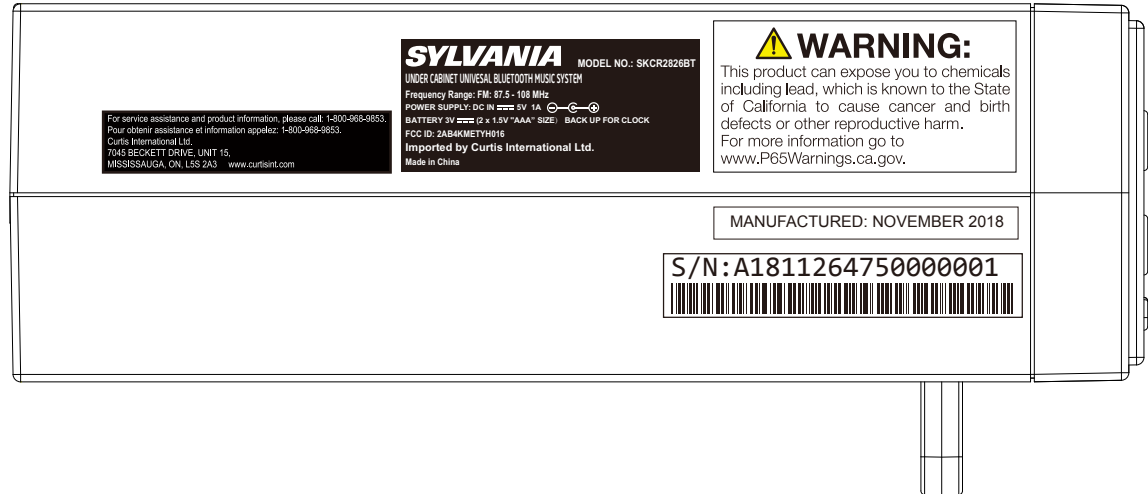 For service assistance and product information, please call: 1-800-968-9853.
Pour obtenir assistance et information appelez: 1-800-968-9853.
Curtis International Ltd.
7045 BECKETT DRIVE, UNIT 15,
MISSISSAUGA, ON, L5S 2A3 www.curtisint.com
SYLVANIA MODEL NO.: SKCR2826BT
UNDER CABINET UNIVESAL BLUETOOTH MUSIC SYSTEM
Frequency Range: FM: 87.5 - 108 MHz
POWER SUPPLY: DC IN 5V 1A
BATTERY 3V (2 x 1.5V "AAA" SIZE) BACK UP FOR CLOCK
FCC ID: 2AB4KMETYH016
Imported by Curtis International Ltd.
Made in China
WARNING:
This product can expose you to chemicals
including lead, which is known to the State
of California to cause cancer and birth
defects or other reproductive harm.
For more information go to
www.P65Warnings.ca.gov.
MANUFACTURED: NOVEMBER 2018
S/N:A1811264750000001